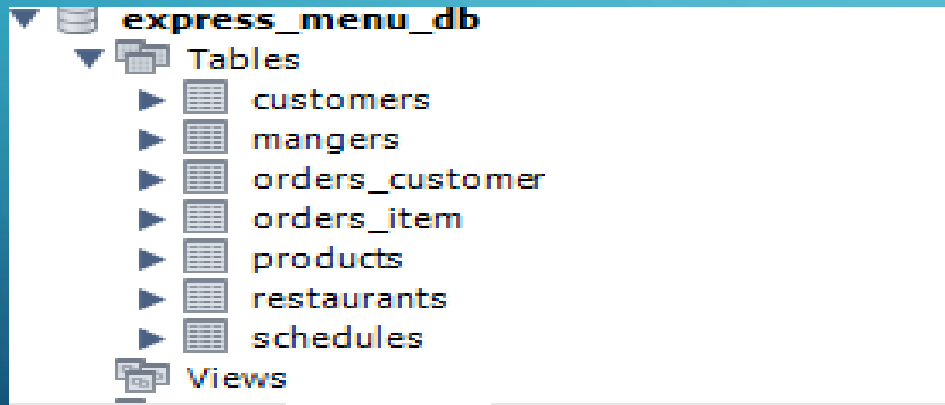 express_menu_db
Tables
customers
mangers
orders_customer
orders_item
products
restaurants
schedules
Views